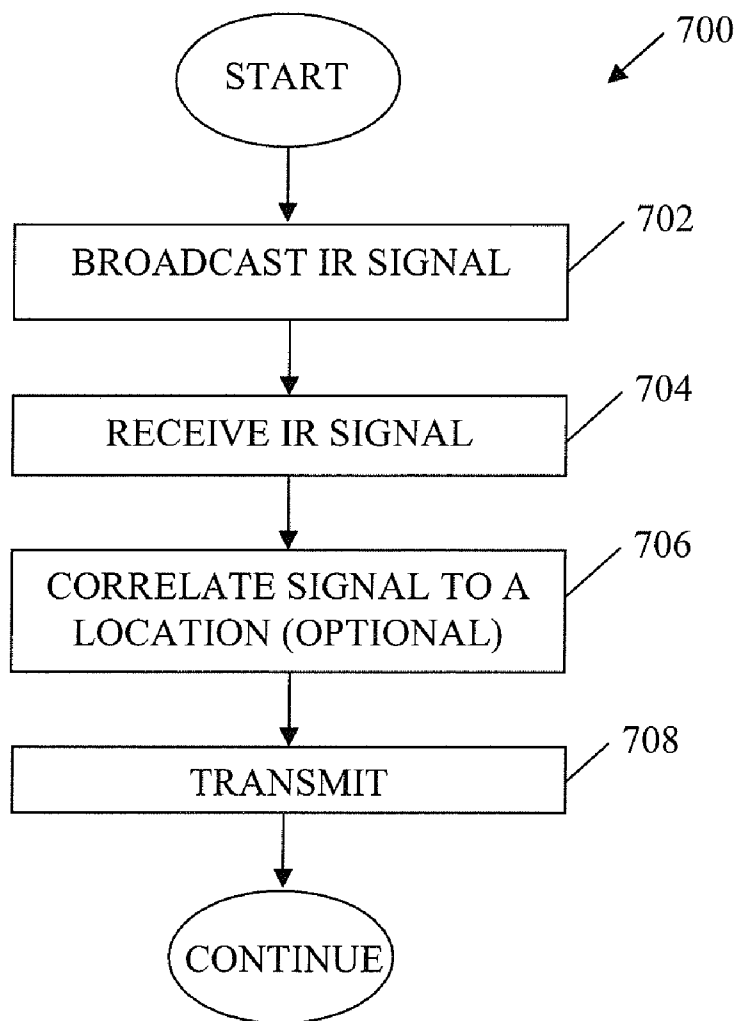 START
700
702
BROADCAST IR SIGNAL
704
RECEIVE IR SIGNAL
706
CORRELATE SIGNAL TO A
LOCATION (OPTIONAL)
708
TRANSMIT
CONTINUE